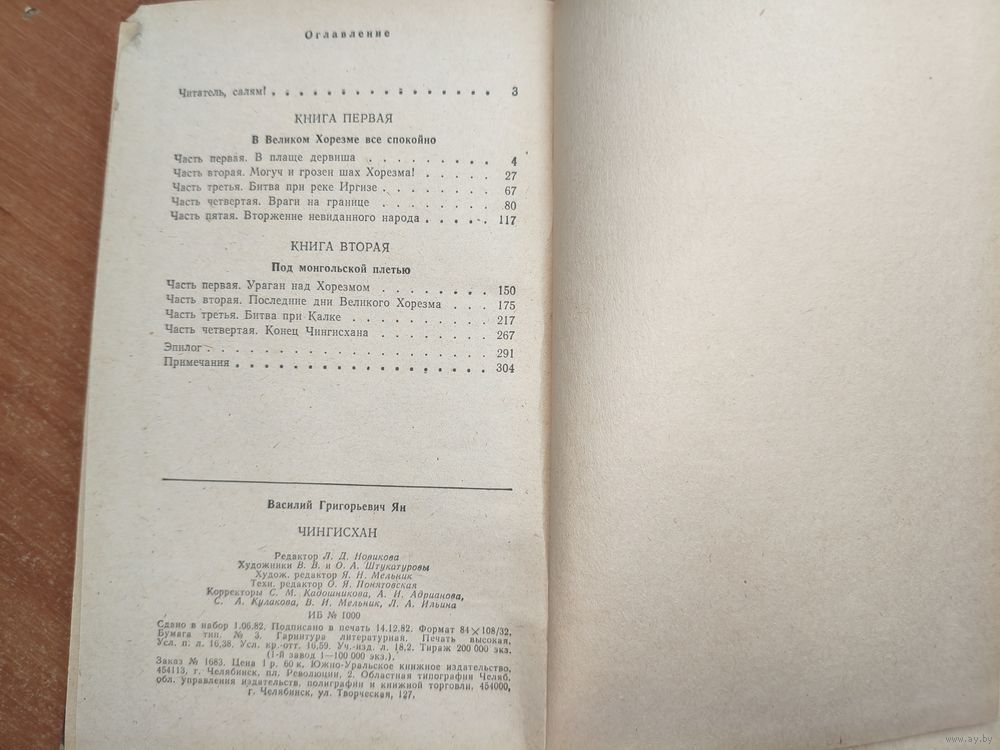 Оглавление
Читатель, салям! . . . . . . . . . . . . . . . . 3
КНИГА ПЕРВАЯ
В Великом Хорезме все спокойно
Часть первая. В плаще дервиша . . . . . . . . . 4
Часть вторая. Могуч и грозен шах Хорезма! . . . . . 27
Часть третья. Битва при реке Иргизе . . . . . . . . 67
Часть четвертая. Враги на границе . . . . . . . . 80
Часть пятая. Вторжение невиданного народа . . . . . 117
КНИГА ВТОРАЯ
Под монгольской плетью
Часть первая. Ураган над Хорезмом . . . . . . . . 150
Часть вторая. Последние дни Великого Хорезма . . . 175
Часть третья. Битва при Калке . . . . . . . . . . 217
Часть четвертая. Конец Чингисхана . . . . . . . . 267
Эпилог . . . . . . . . . . . . . . . . . 291
Примечания . . . . . . . . . . . . . . . . 304
Василий Григорьевич Ян
ЧИНГИСХАН
Редактор Л. Д. Новикова
Художники В. В. и О. А. Штукатуровы
Худож. редактор Я. Н. Мельник
Техн. редактор О. Я. Понятовская
Корректоры С. М. Кадошникова, А. И. Адрианова,
С. А. Кулакова, В. И. Мельник, Л. А. Ильина
ИБ № 1000
Сдано в набор 1.06.82. Подписано в печать 14.12.82. Формат 84×108/32.
Бумага тип. № 3. Гарнитура литературная. Печать высокая.
Усл. п. л. 16,38. Усл. кр.-отт. 16,59. Уч.-изд. л. 18,2. Тираж 200 000 экз.
(1-й завод 1—100 000 экз.).
Заказ № 1683. Цена 1 р. 60 к. Южно-Уральское книжное издательство,
454113, г. Челябинск, пл. Революции, 2. Областная типография Челяб.
обл. управления издательств, полиграфии и книжной торговли, 454000,
г. Челябинск, ул. Творческая, 127.
www.ay.by